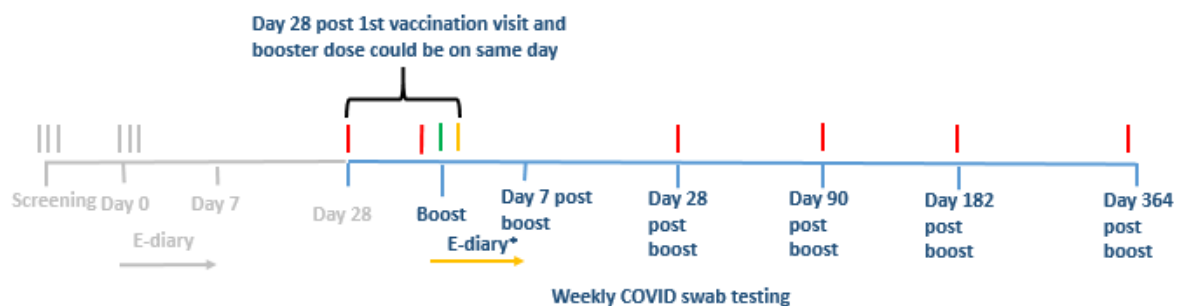 Day 28 post 1st vaccination visit and
booster dose could be on same day
Screening
Day 0
Day 7
Day 28
Boost
Day 7 post
boost
Day 28
post
boost
Day 90
post
boost
Day 182
post
boost
Day 364
post
boost
E-diary
E-diary*
Weekly COVID swab testing